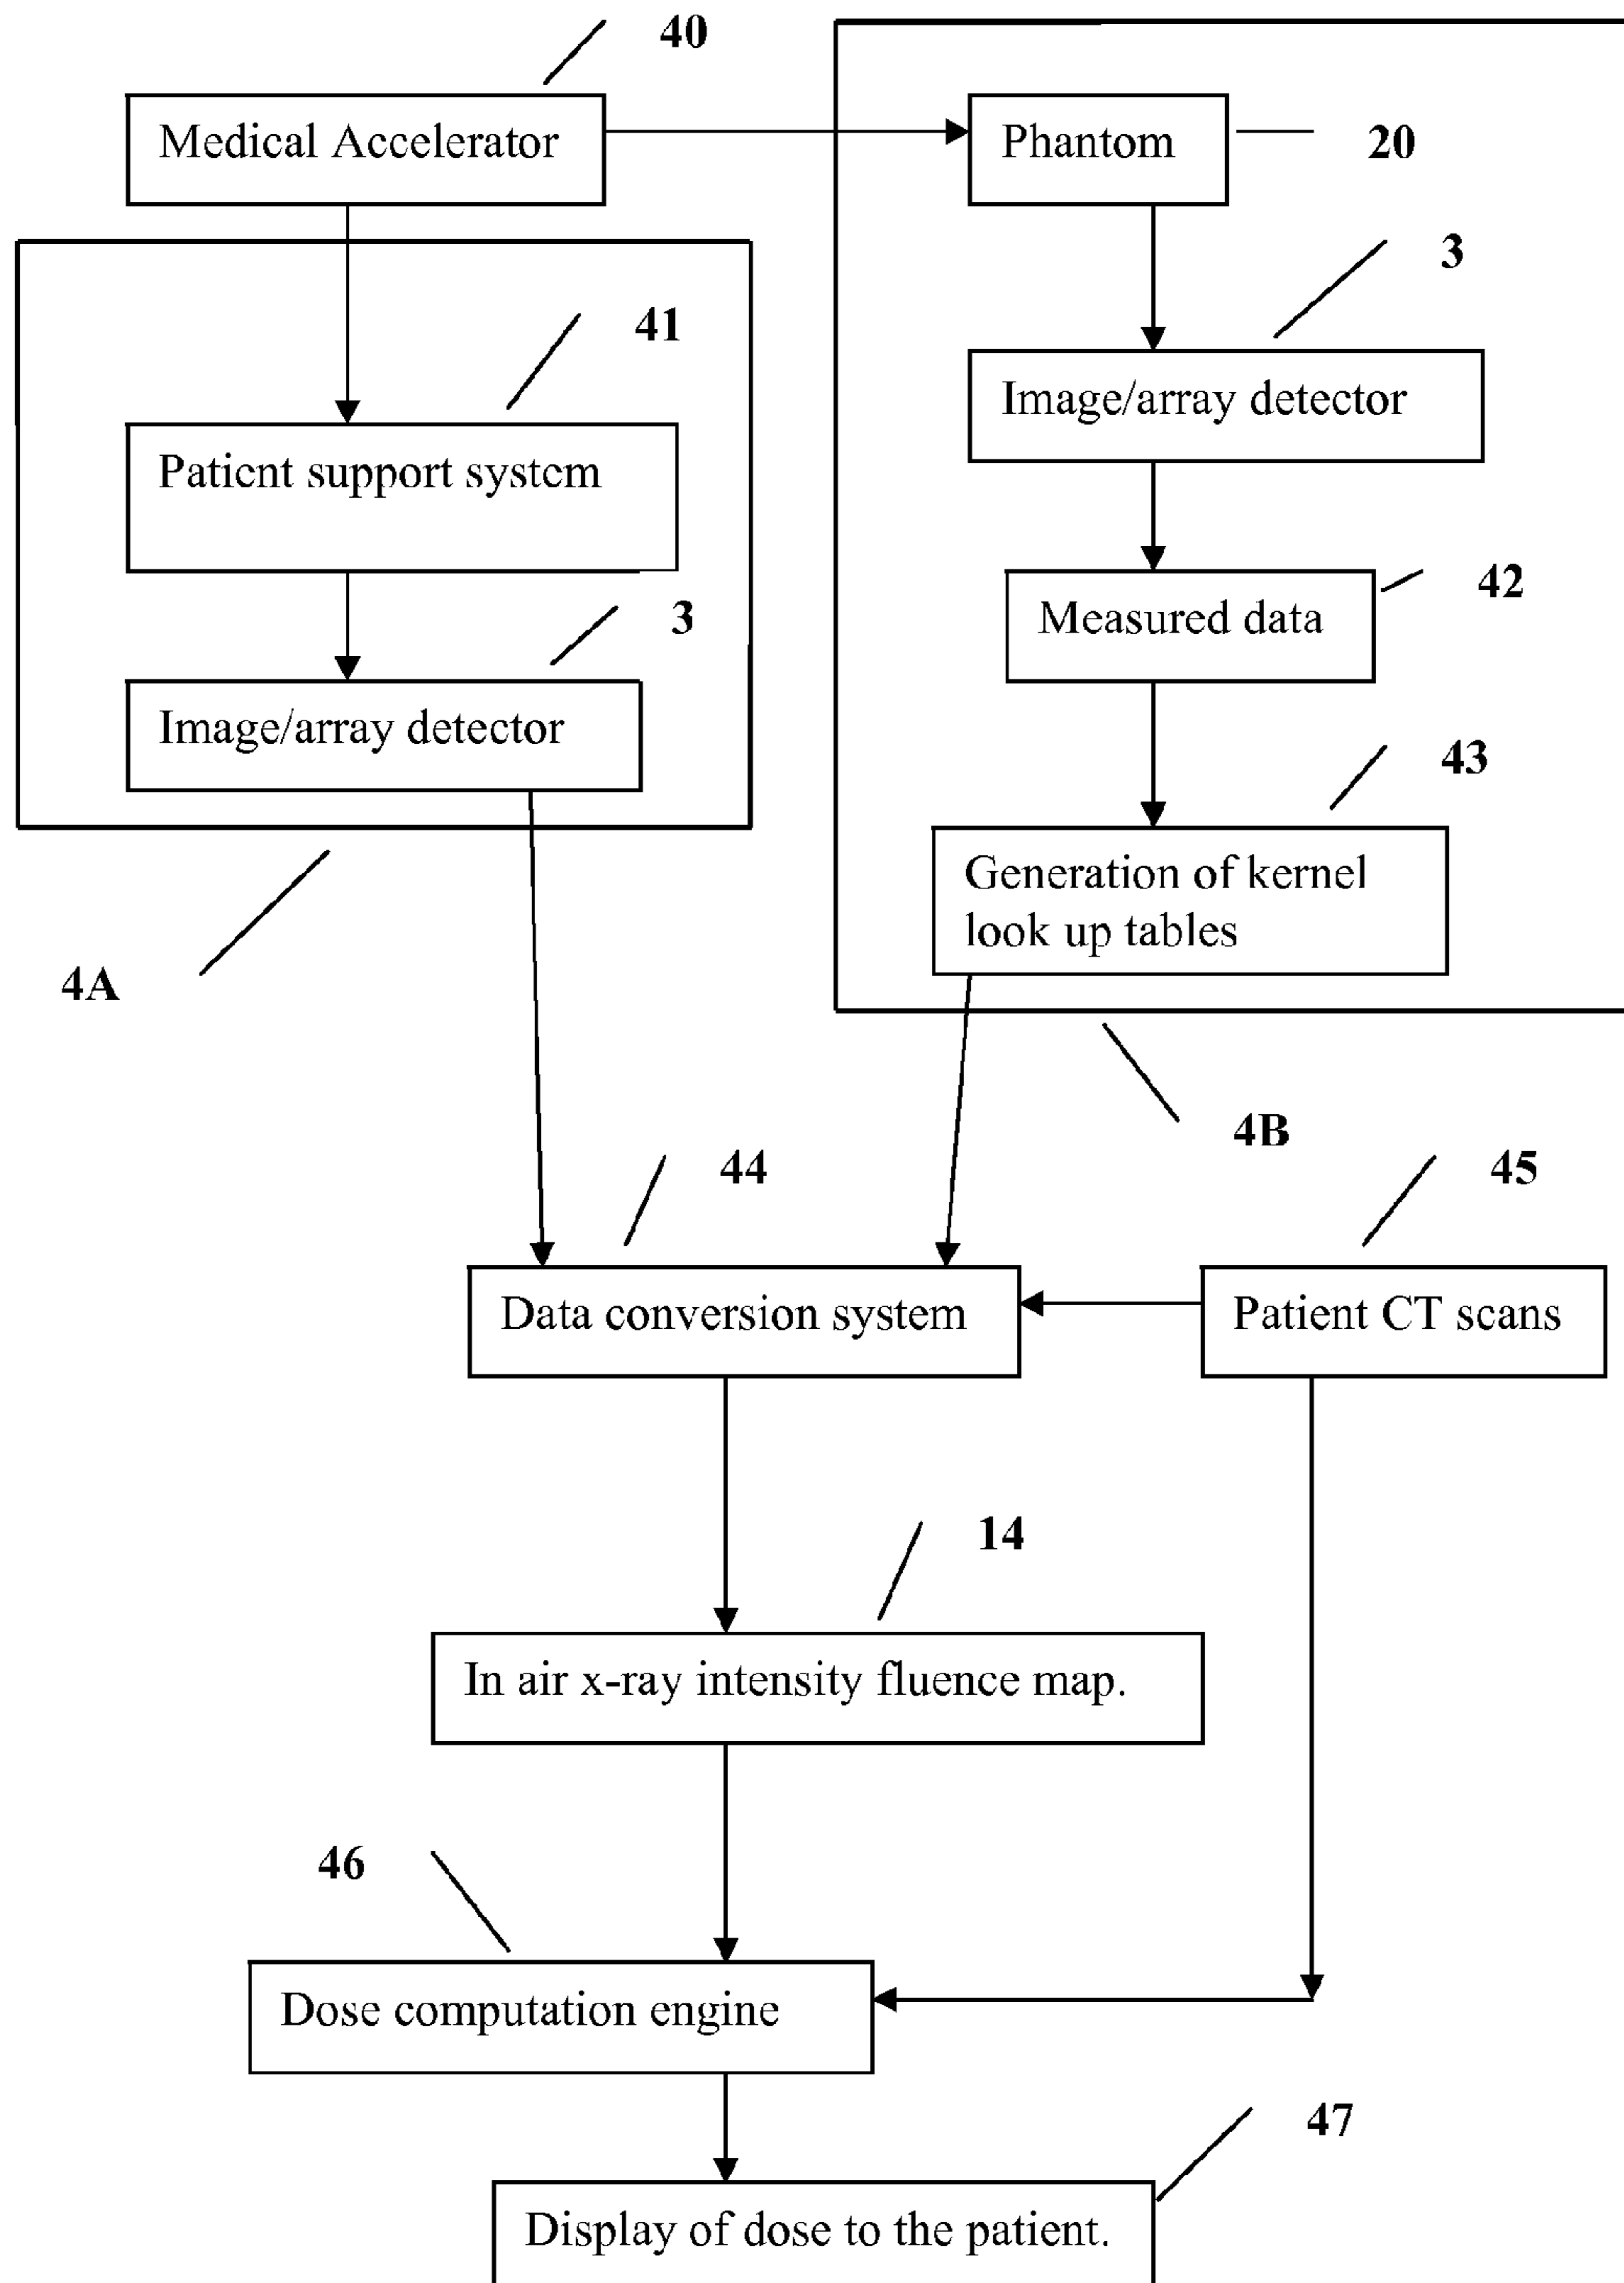 40
Medical Accelerator
Phantom
20
3
41
Image/array detector
Patient support system
42
3
Measured data
Image/array detector
43
Generation of kernel
look up tables
4A
4B
44
45
Data conversion system
Patient CT scans
14
In air x-ray intensity fluence map.
46
Dose computation engine
47
Display of dose to the patient.